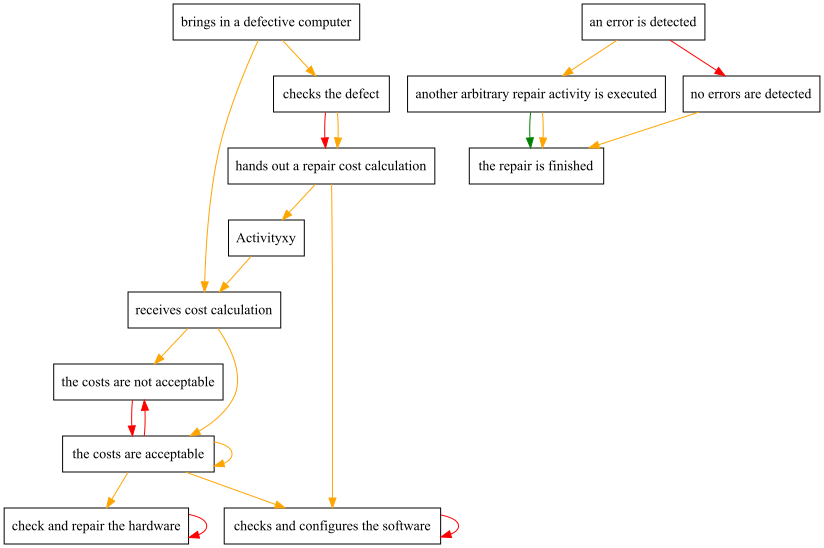 brings in a defective computer
an error is detected
checks the defect
another arbitrary repair activity is executed
no errors are detected
hands out a repair cost calculation
the repair is finished
Activityxy
receives cost calculation
the costs are not acceptable
the costs are acceptable
check and repair the hardware
checks and configures the software